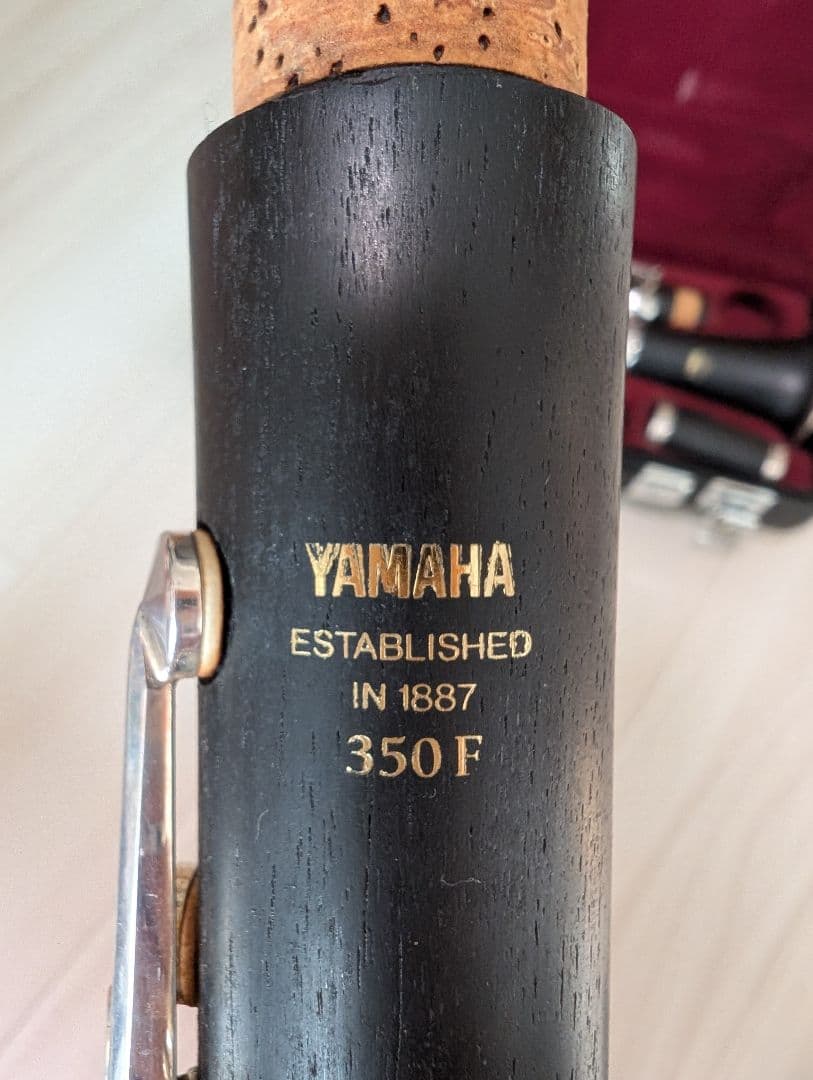 YAMAHA
ESTABLISHED
IN 1887
350F